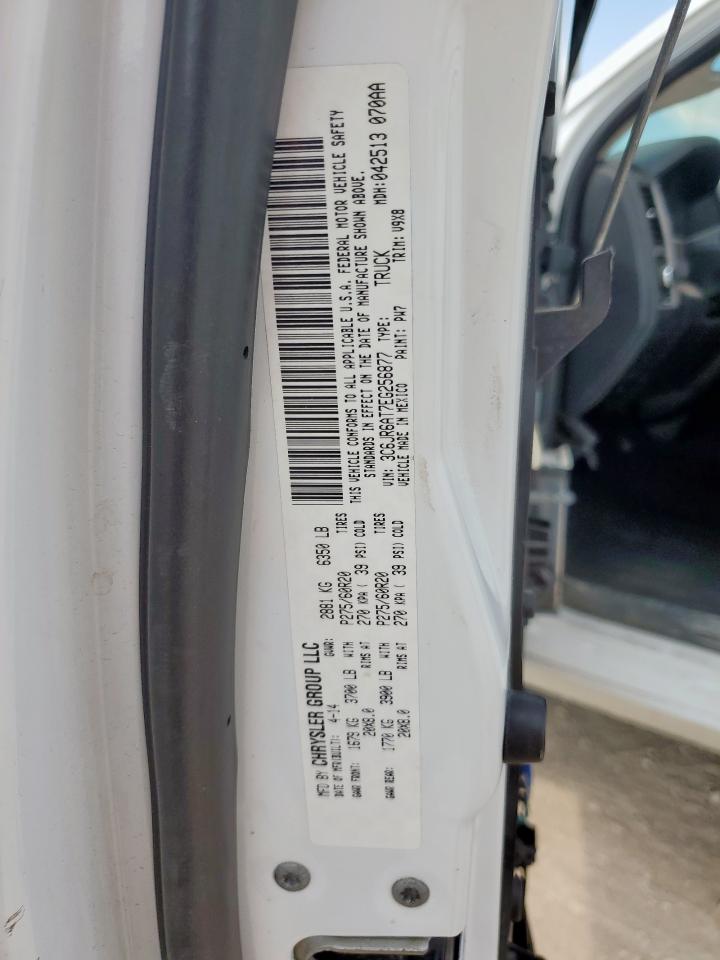 MFD BY CHRYSLER GROUP LLC
DATE OF MFR(BUILT): 4-14 GVWR: 2881 KG 6350 LB
GAWR FRONT: 1679 KG 3700 LB WITH P275/60R20 TIRES
20X8.0 RIMS AT 270 KPA ( 39 PSI) COLD
GAWR REAR: 1770 KG 3900 LB WITH P275/60R20 TIRES
20X8.0 RIMS AT 270 KPA ( 39 PSI) COLD
THIS VEHICLE CONFORMS TO ALL APPLICABLE U.S.A. FEDERAL MOTOR VEHICLE SAFETY
STANDARDS IN EFFECT ON THE DATE OF MANUFACTURE SHOWN ABOVE.
VIN: 3C6JR6AT7EG256877 TYPE: TRUCK MDH:042513 070AA
VEHICLE MADE IN MEXICO PAINT: PW7 TRIM: V9X8